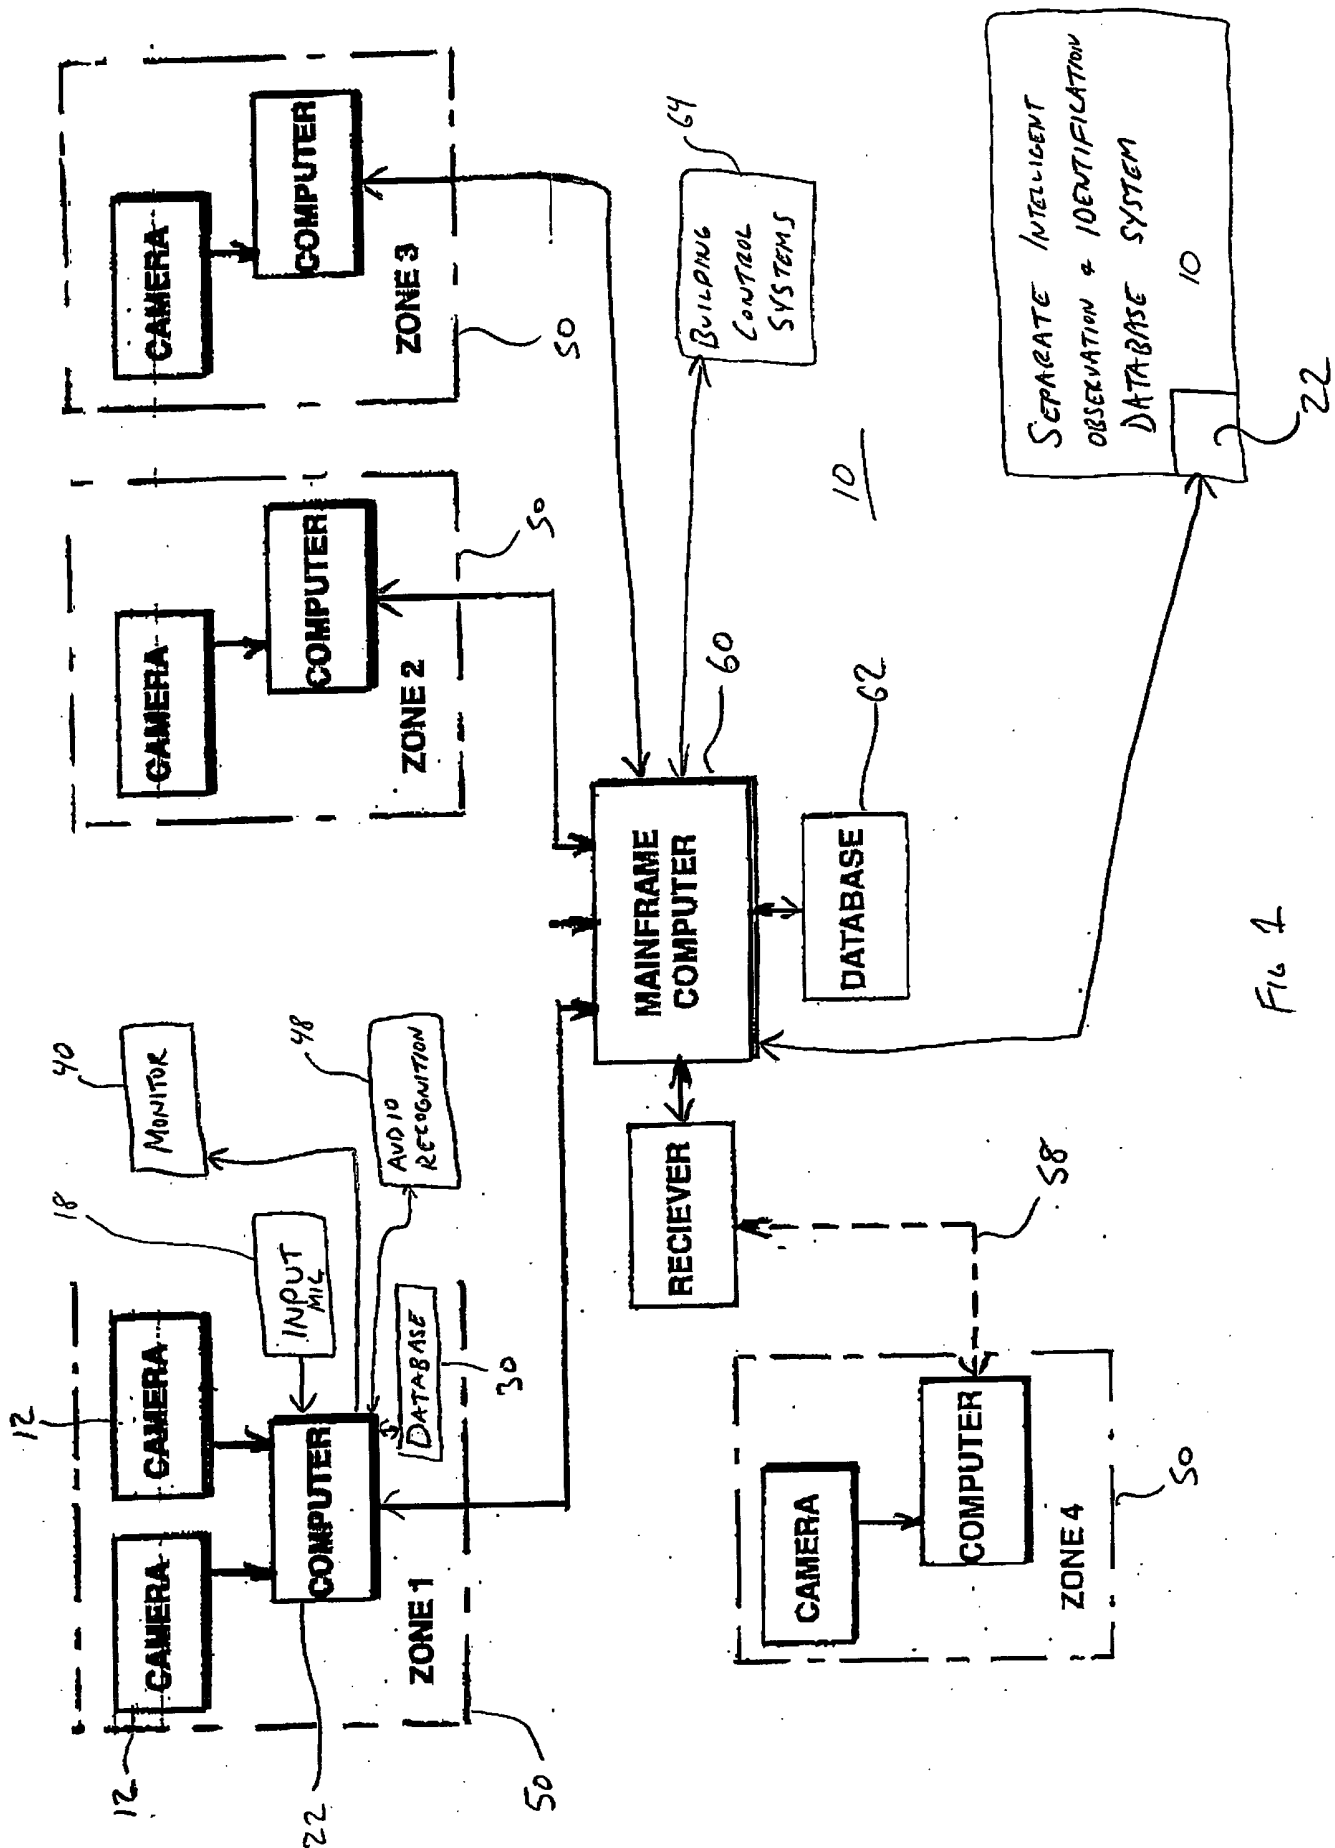 12
CAMERA
12
CAMERA
22
COMPUTER
ZONE 1
50
18
INPUT
MIC
40
MONITOR
48
AUDIO
RECOGNITION
DATABASE
30
CAMERA
COMPUTER
ZONE 2
50
CAMERA
COMPUTER
ZONE 3
50
MAINFRAME
COMPUTER
60
DATABASE
62
BUILDING
CONTROL
SYSTEMS
64
RECIEVER
58
CAMERA
COMPUTER
ZONE 4
50
10
SEPARATE INTELLIGENT
OBSERVATION & IDENTIFICATION
DATABASE SYSTEM
10
22
FIG 1